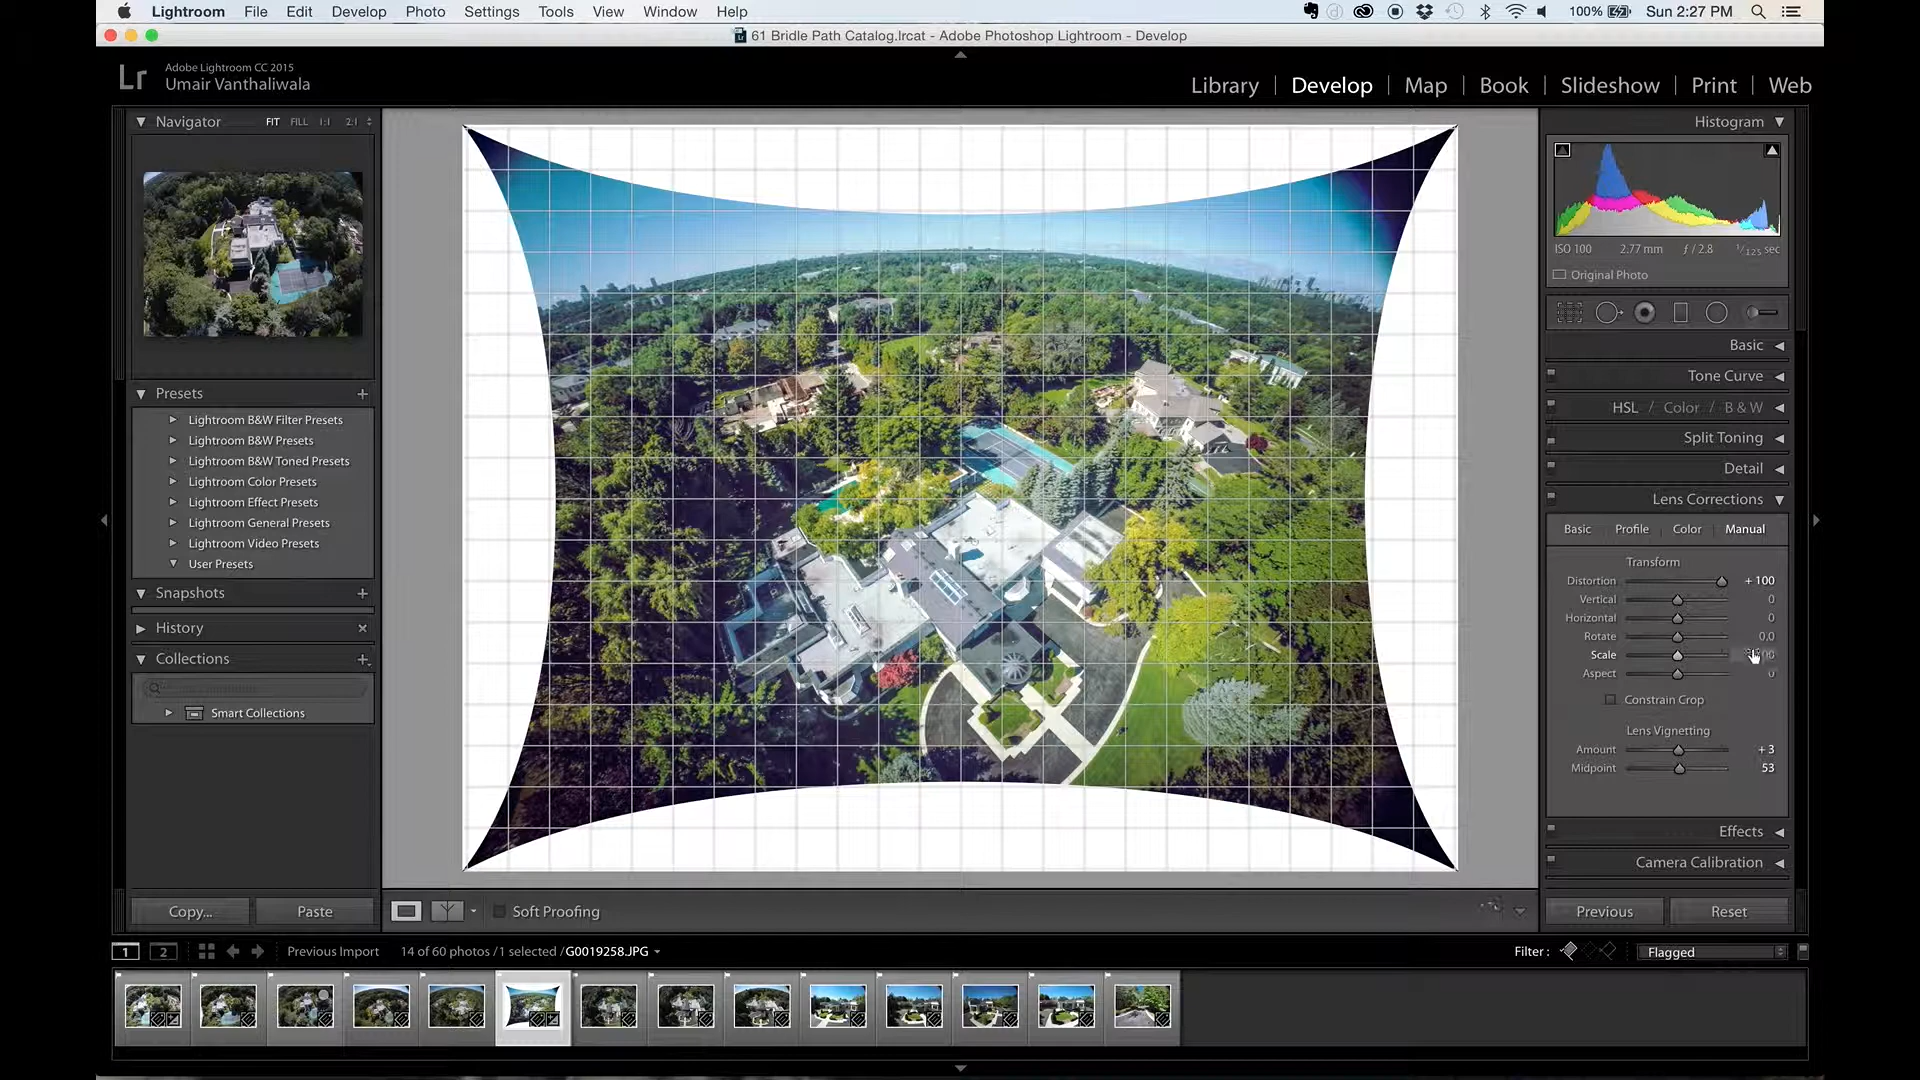 Lightroom File Edit Develop Photo Settings Tools View Window Help
100% Sun 2:27 PM
61 Bridle Path Catalog.lrcat - Adobe Photoshop Lightroom - Develop
Lr Adobe Lightroom CC 2015
Umair Vanthaliwala
Library | Develop | Map | Book | Slideshow | Print | Web
Navigator FIT FILL 1:1 2:1
Presets
Lightroom B&W Filter Presets
Lightroom B&W Presets
Lightroom B&W Toned Presets
Lightroom Color Presets
Lightroom Effect Presets
Lightroom General Presets
Lightroom Video Presets
User Presets
Snapshots
History
Collections
Smart Collections
Copy... Paste
Soft Proofing
Histogram
ISO 100 2.77 mm f / 2.8 1/125 sec
Original Photo
Basic
Tone Curve
HSL / Color / B & W
Split Toning
Detail
Lens Corrections
Basic Profile Color Manual
Transform
Distortion +100
Vertical 0
Horizontal 0
Rotate 0,0
Scale
Aspect 0
Constrain Crop
Lens Vignetting
Amount +3
Midpoint 53
Effects
Camera Calibration
Previous Reset
1 2 Previous Import 14 of 60 photos /1 selected /G0019258.JPG
Filter : Flagged